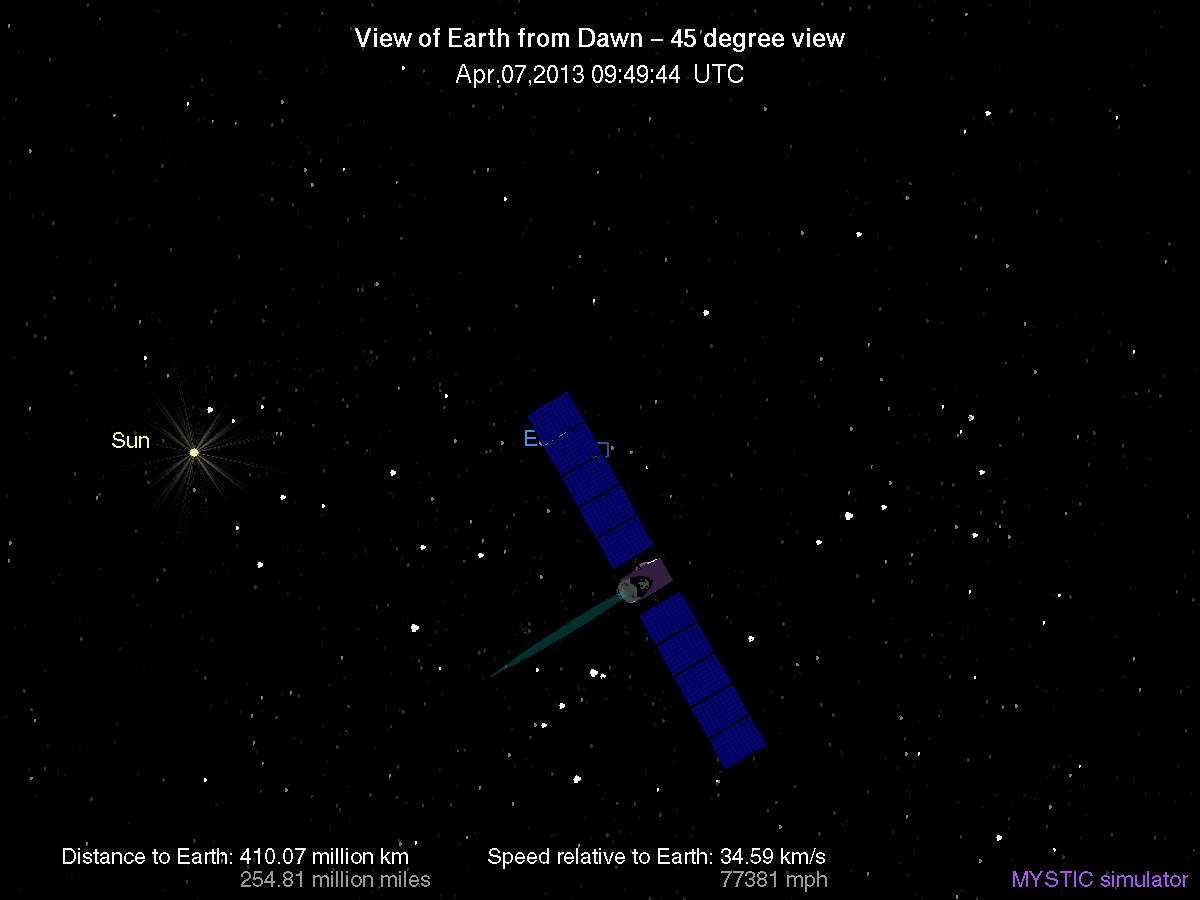 View of Earth from Dawn – 45 degree view
Apr.07,2013 09:49:44 UTC
Sun
Distance to Earth: 410.07 million km
254.81 million miles
Speed relative to Earth: 34.59 km/s
77381 mph
MYSTIC simulator